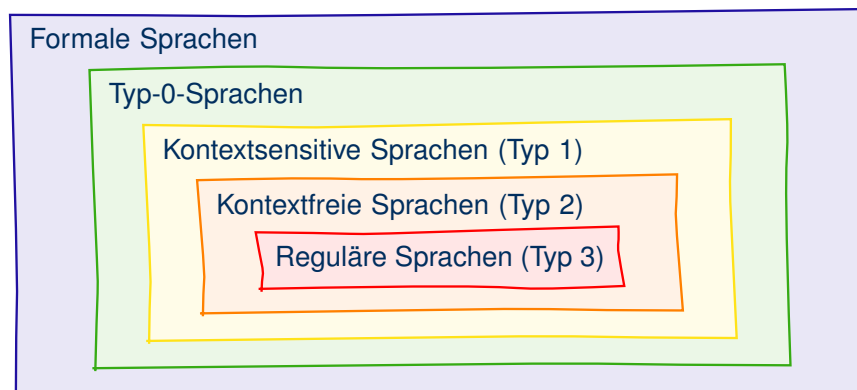 Formale Sprachen
Typ-0-Sprachen
Kontextsensitive Sprachen (Typ 1)
Kontextfreie Sprachen (Typ 2)
Reguläre Sprachen (Typ 3)